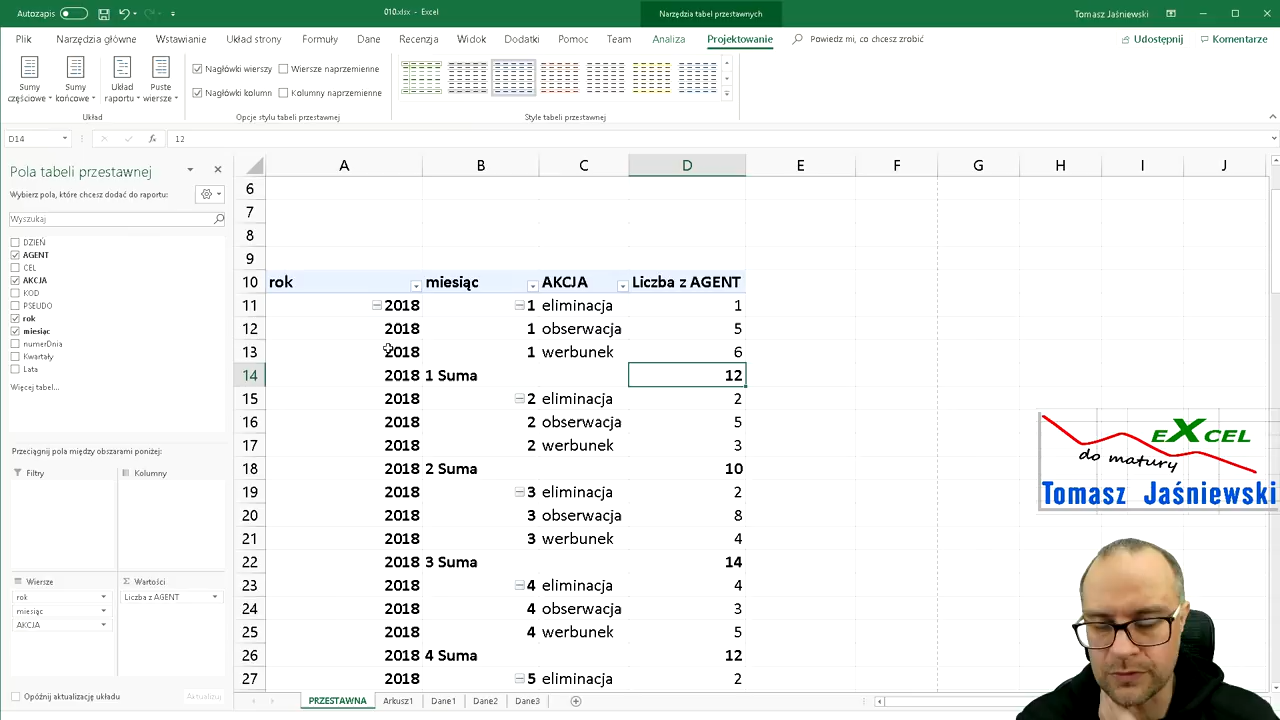 Autozapis
010.xlsx - Excel
Narzędzia tabel przestawnych
Tomasz Jaśniewski
Plik Narzędzia główne Wstawianie Układ strony Formuły Dane Recenzja Widok Dodatki Pomoc Team Analiza Projektowanie Powiedz mi, co chcesz zrobić Udostępnij Komentarze
Sumy częściowe
Sumy końcowe
Układ raportu
Puste wiersze
Nagłówki wierszy Wiersze naprzemienne
Nagłówki kolumn Kolumny naprzemienne
Układ Opcje stylu tabeli przestawnej Style tabeli przestawnej
D14 fx 12
Pola tabeli przestawnej
Wybierz pola, które chcesz dodać do raportu:
Wyszukaj
DZIEŃ
AGENT
CEL
AKCJA
KOD
PSEUDO
rok
miesiąc
numerDnia
Kwartały
Lata
Więcej tabel...
Przeciągnij pola między obszarami poniżej:
Filtry Kolumny
Wiersze Wartości
rok Liczba z AGENT
miesiąc
AKCJA
Opóźnij aktualizację układu Aktualizuj
A B C D E F G H I J
6
7
8
9
10 rok miesiąc AKCJA Liczba z AGENT
11 2018 1 eliminacja 1
12 2018 1 obserwacja 5
13 2018 1 werbunek 6
14 2018 1 Suma 12
15 2018 2 eliminacja 2
16 2018 2 obserwacja 5
17 2018 2 werbunek 3
18 2018 2 Suma 10
19 2018 3 eliminacja 2
20 2018 3 obserwacja 8
21 2018 3 werbunek 4
22 2018 3 Suma 14
23 2018 4 eliminacja 4
24 2018 4 obserwacja 3
25 2018 4 werbunek 5
26 2018 4 Suma 12
27 2018 5 eliminacja 2
EXCEL
do matury
Tomasz Jaśniewski
PRZESTAWNA Arkusz1 Dane1 Dane2 Dane3